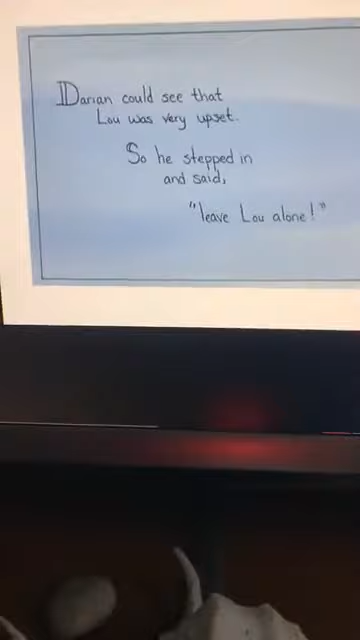 Darian could see that
Lou was very upset.
So he stepped in
and said,
"leave Lou alone!"